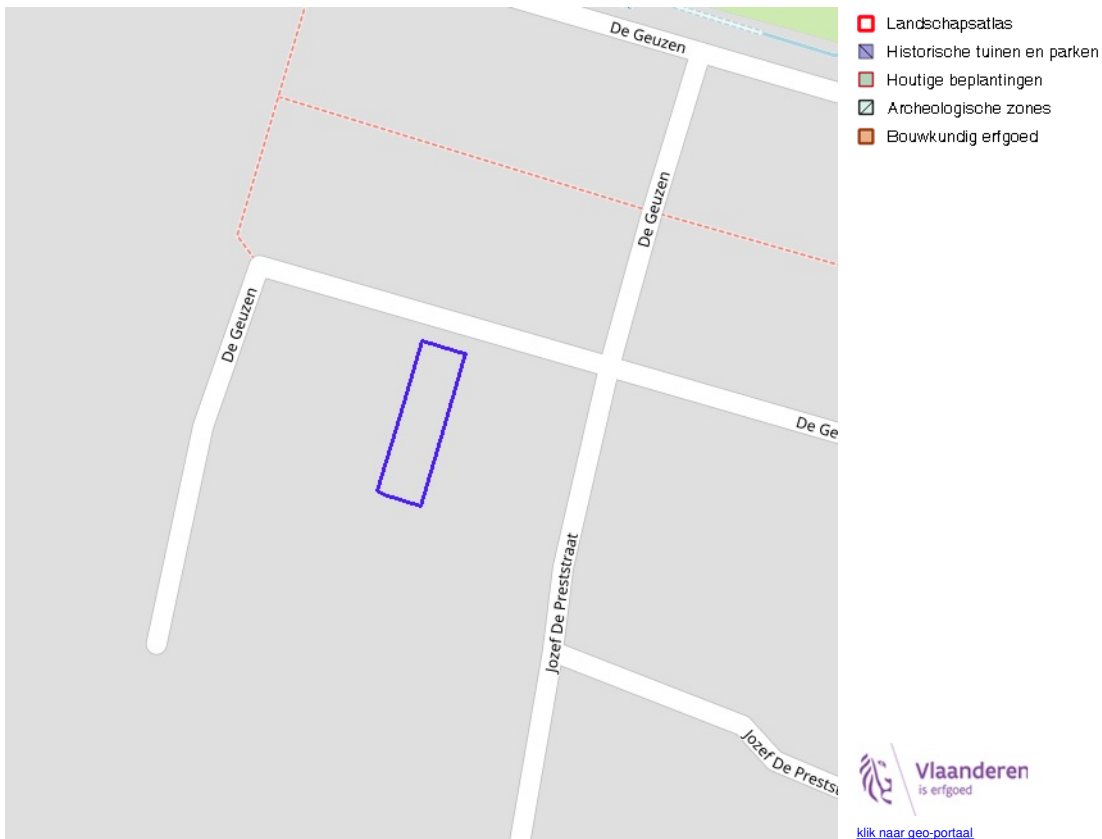 De Geuzen
De Geuzen
De Geuzen
De Ge
Jozef De Preststraat
Jozef De Prestst
Landschapsatlas
Historische tuinen en parken
Houtige beplantingen
Archeologische zones
Bouwkundig erfgoed
Vlaanderen
is erfgoed
klik naar geo-portaal